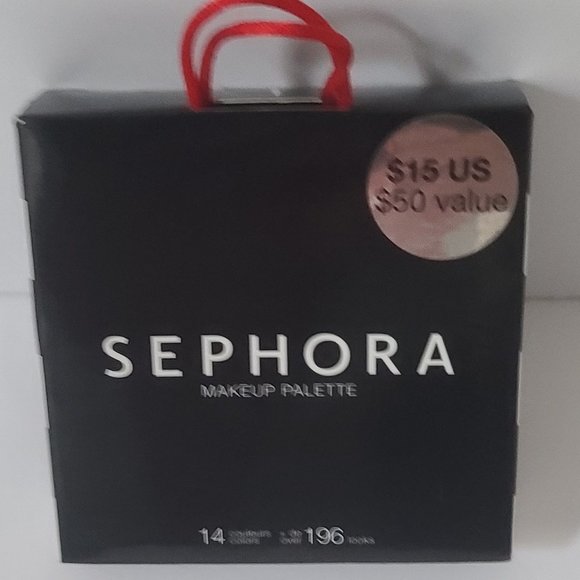 $15 US
$50 value
SEPHORA
MAKEUP PALETTE
14 couleurs colors + de over 196 looks